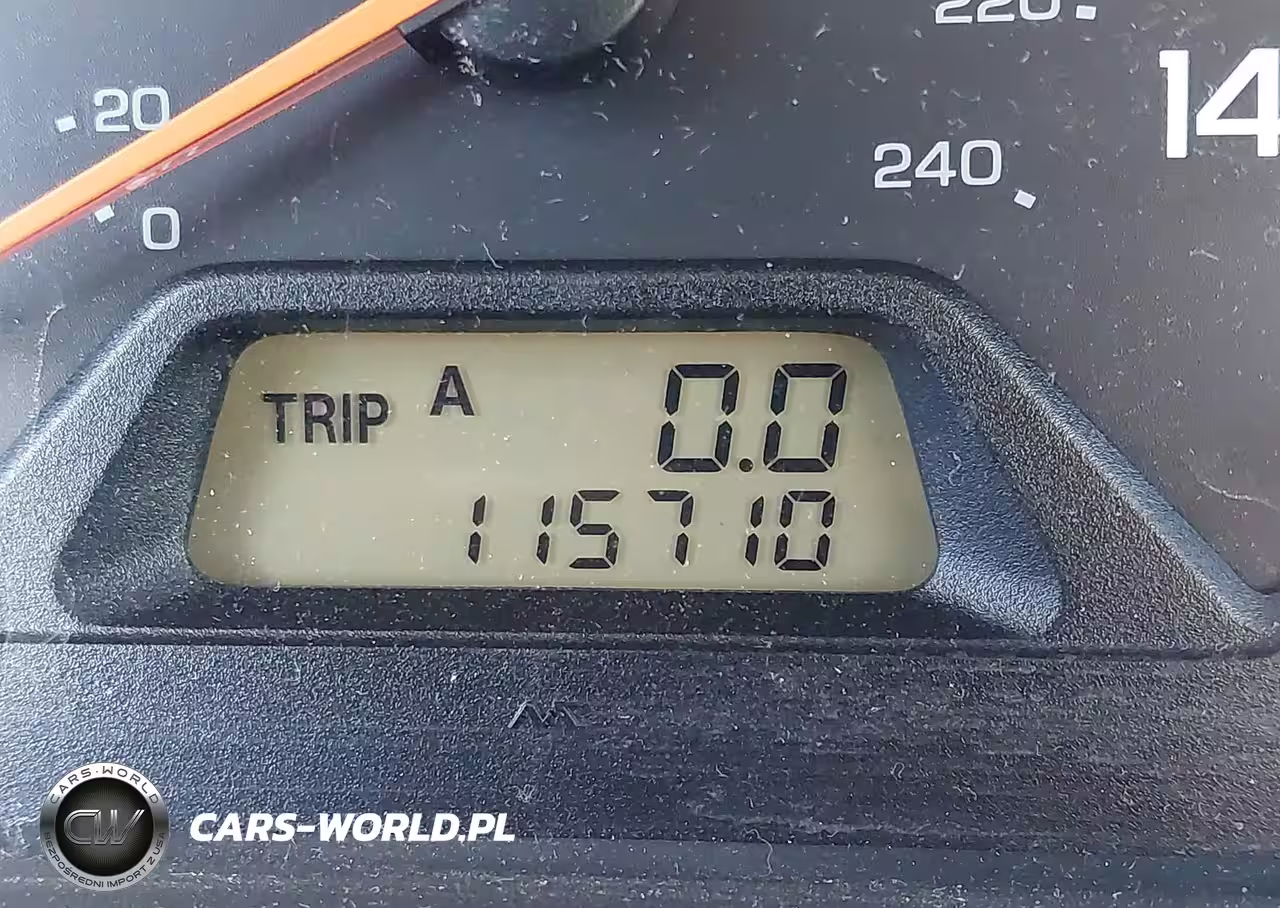 220
14
20
240
0
TRIP A 0.0
115710
CARS-WORLD
CW
BEZPOŚREDNI IMPORT Z USA
CARS-WORLD.PL